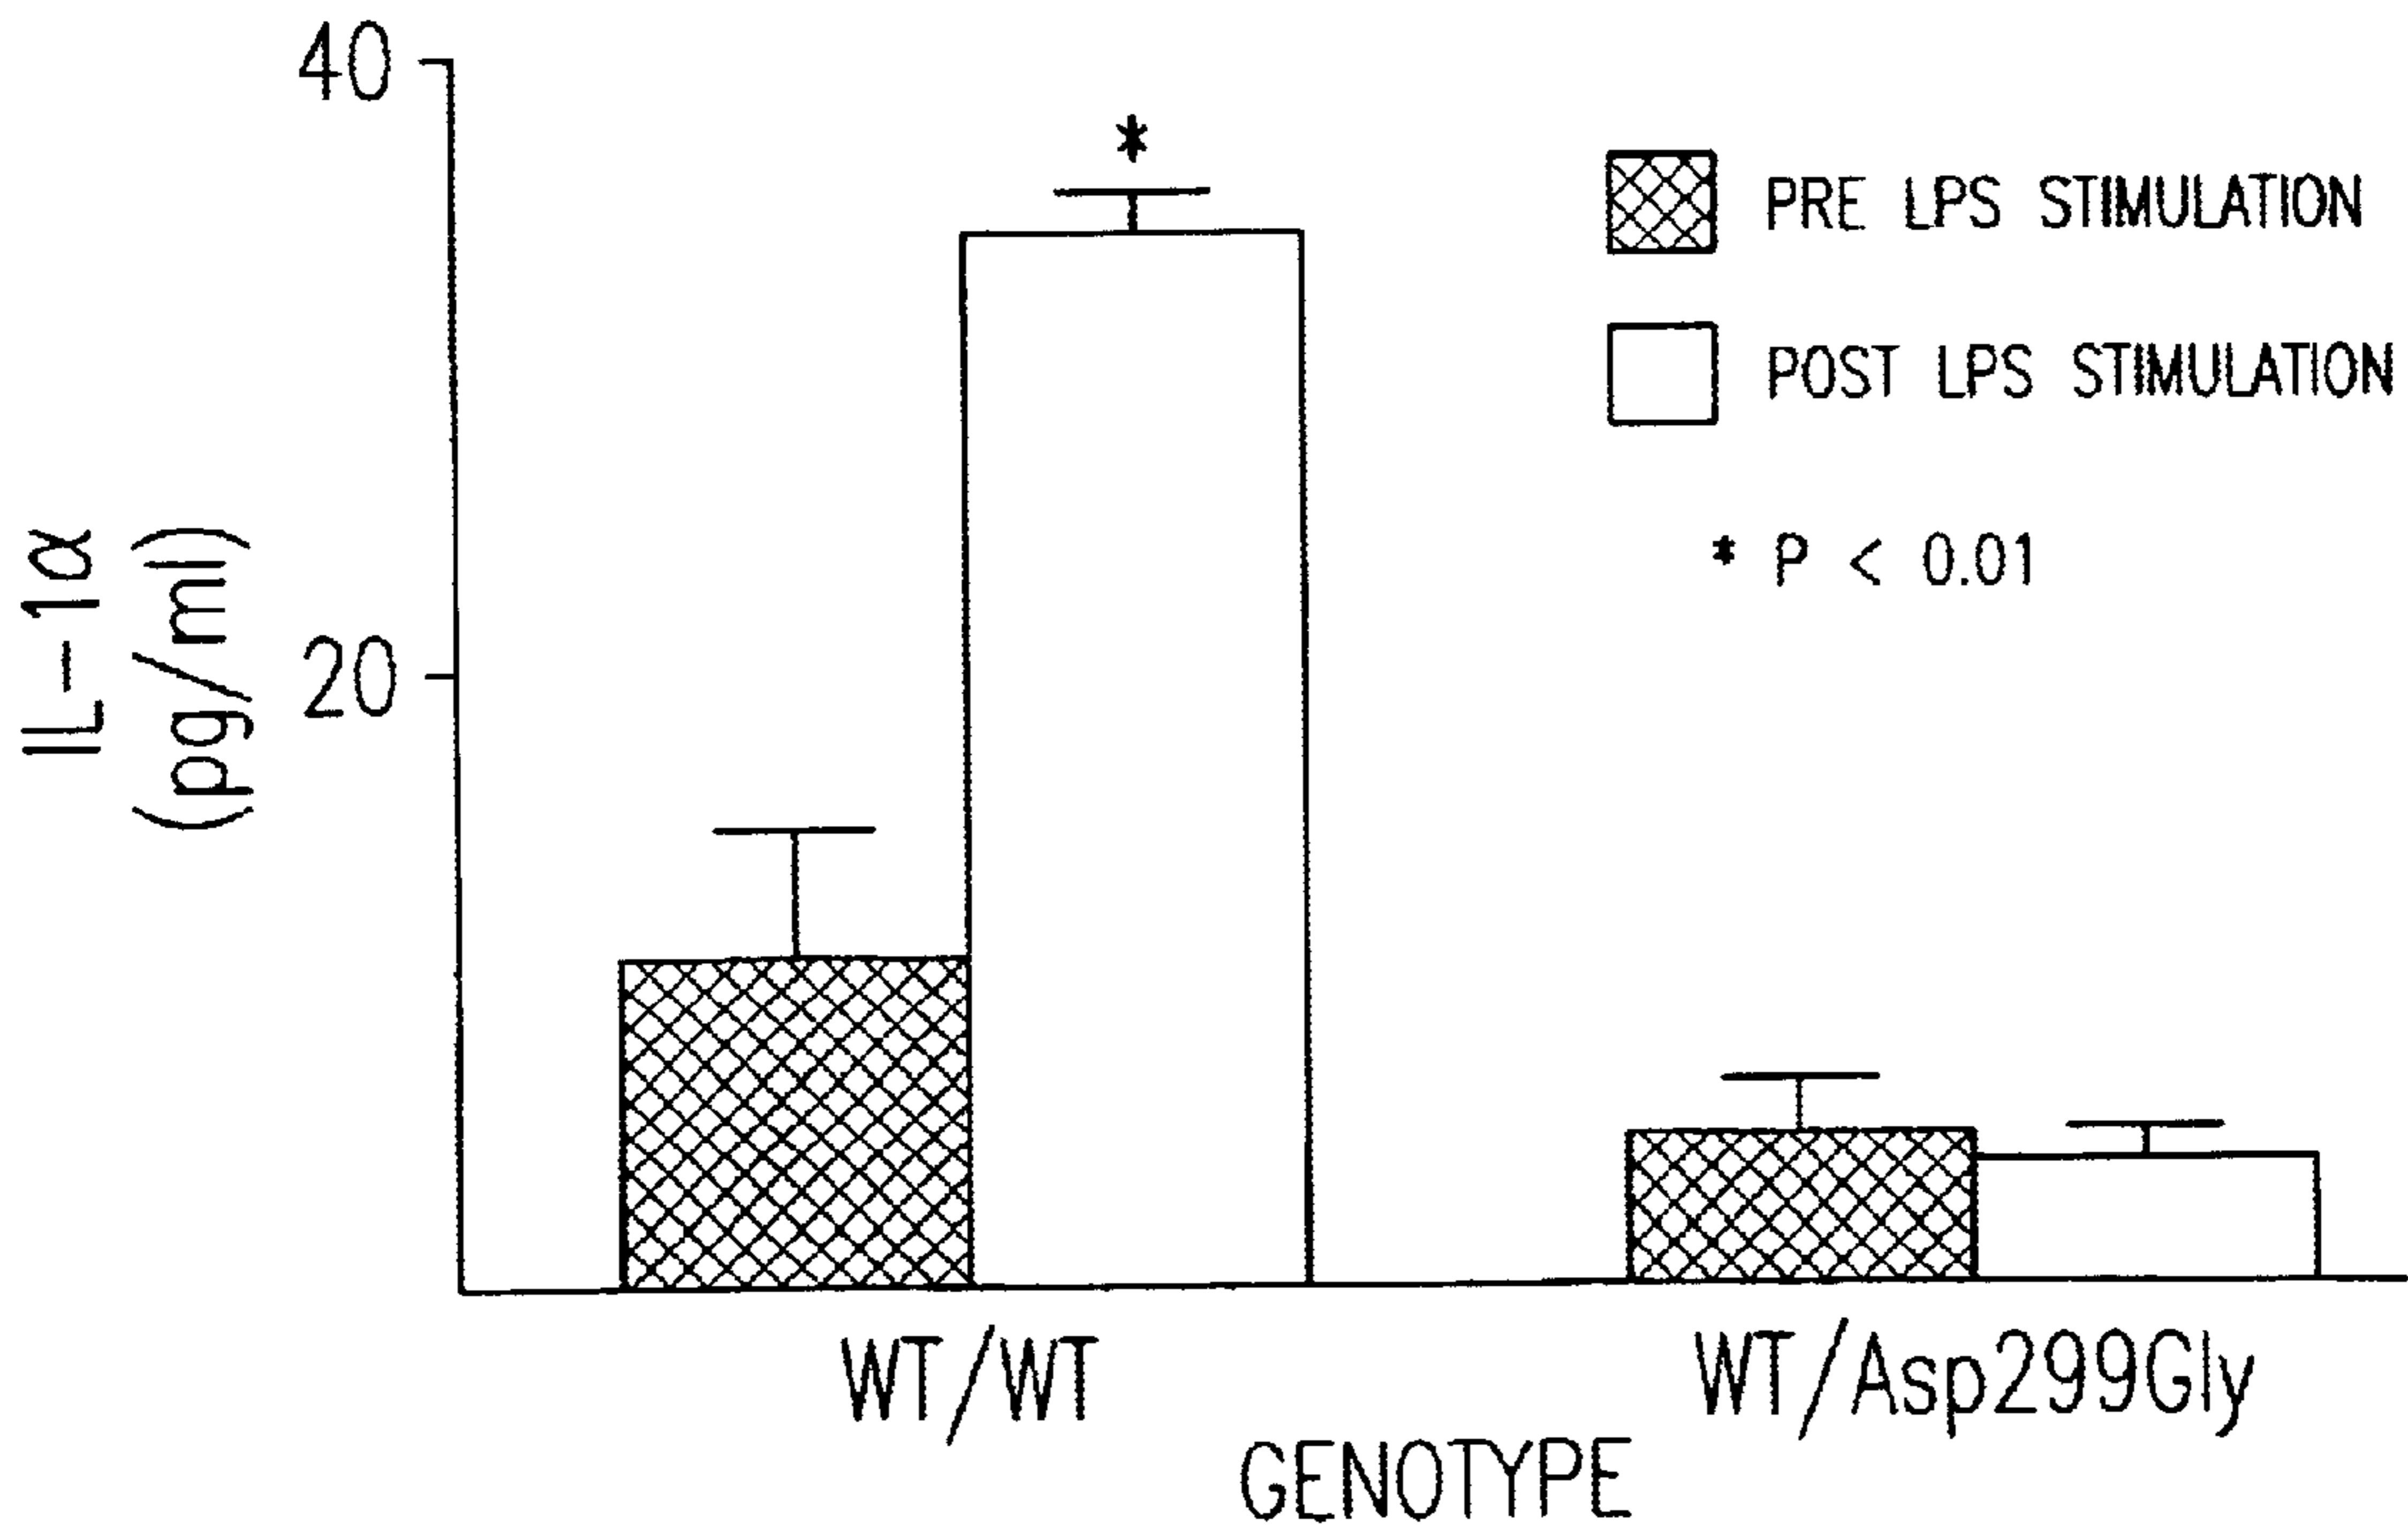 40
*
PRE LPS STIMULATION
POST LPS STIMULATION
* P < 0.01
IL-1α
(pg/ml)
20
WT/WT
WT/Asp299Gly
GENOTYPE